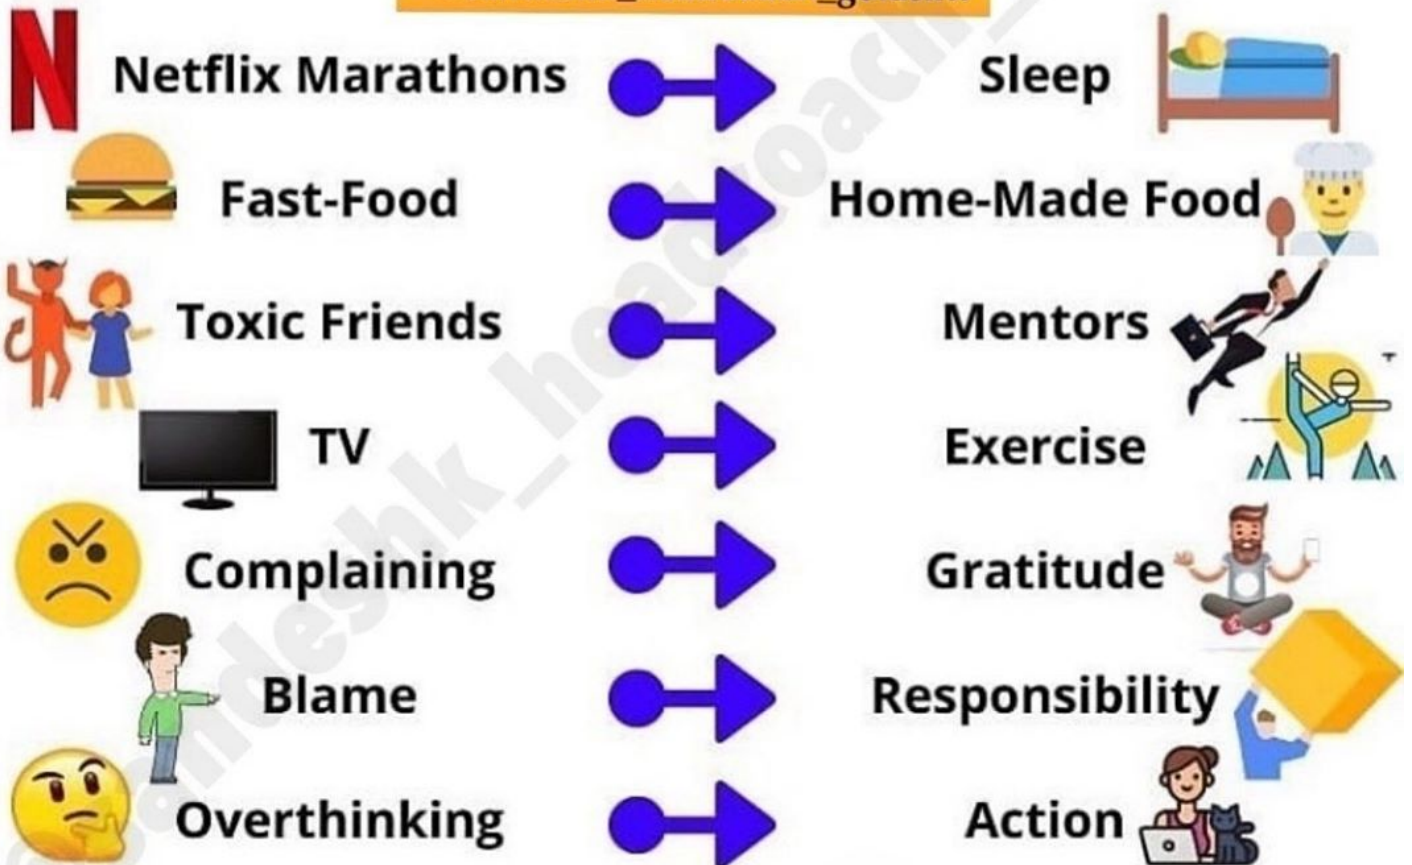 Netflix Marathons Sleep
Fast-Food Home-Made Food
Toxic Friends Mentors
TV Exercise
Complaining Gratitude
Blame Responsibility
Overthinking Action